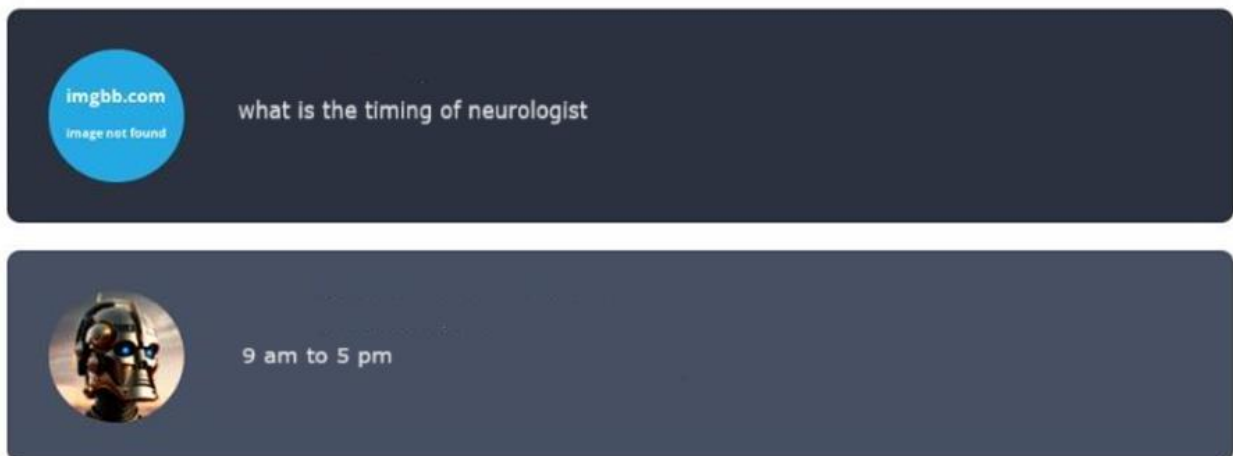 imgbb.com
image not found
what is the timing of neurologist
9 am to 5 pm